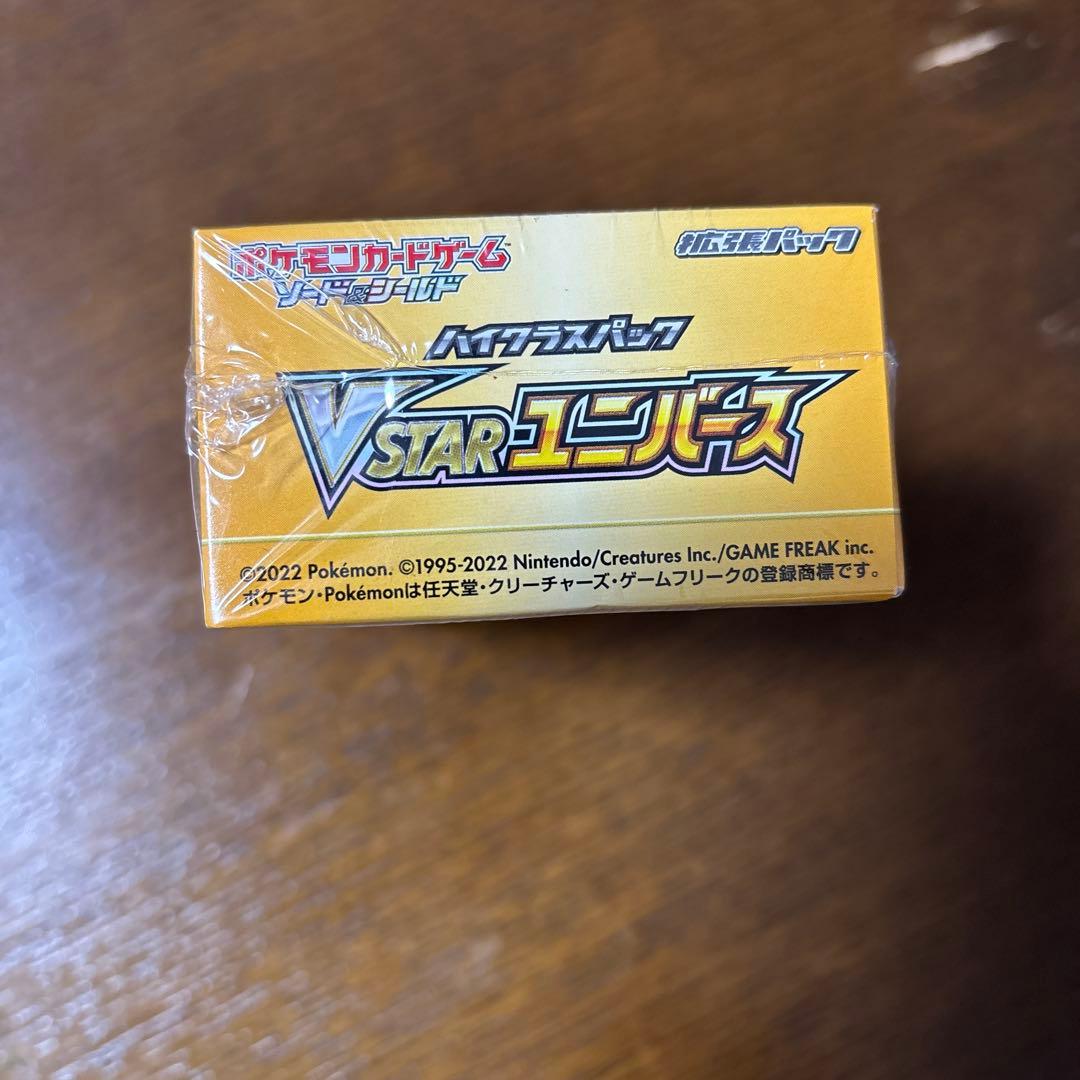 ポケモンカードゲーム™
ソード&シールド
拡張パック
ハイクラスパック
VSTARユニバース
©2022 Pokémon. ©1995-2022 Nintendo/Creatures Inc./GAME FREAK inc.
ポケモン・Pokémonは任天堂・クリーチャーズ・ゲームフリークの登録商標です。